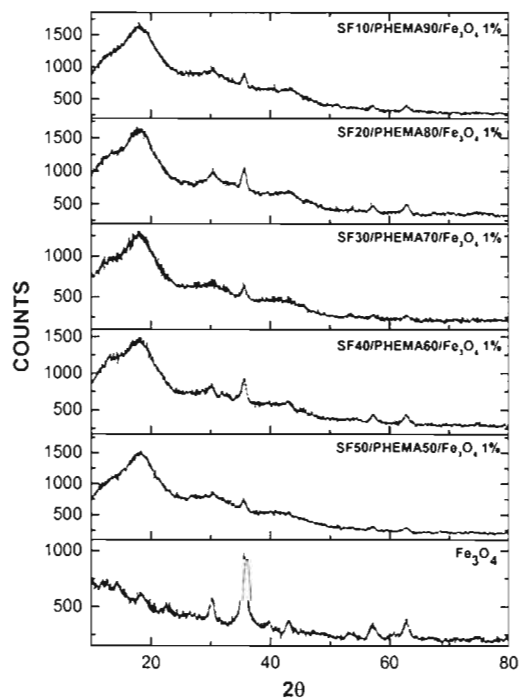 SF10/PHEMA90/Fe₃O₄ 1%
1500
1000
500
SF20/PHEMA80/Fe₃O₄ 1%
1500
1000
500
SF30/PHEMA70/Fe₃O₄ 1%
1000
500
SF40/PHEMA60/Fe₃O₄ 1%
1500
1000
500
SF50/PHEMA50/Fe₃O₄ 1%
1500
1000
500
Fe₃O₄
1000
500
COUNTS
20 40 60 80
2θ